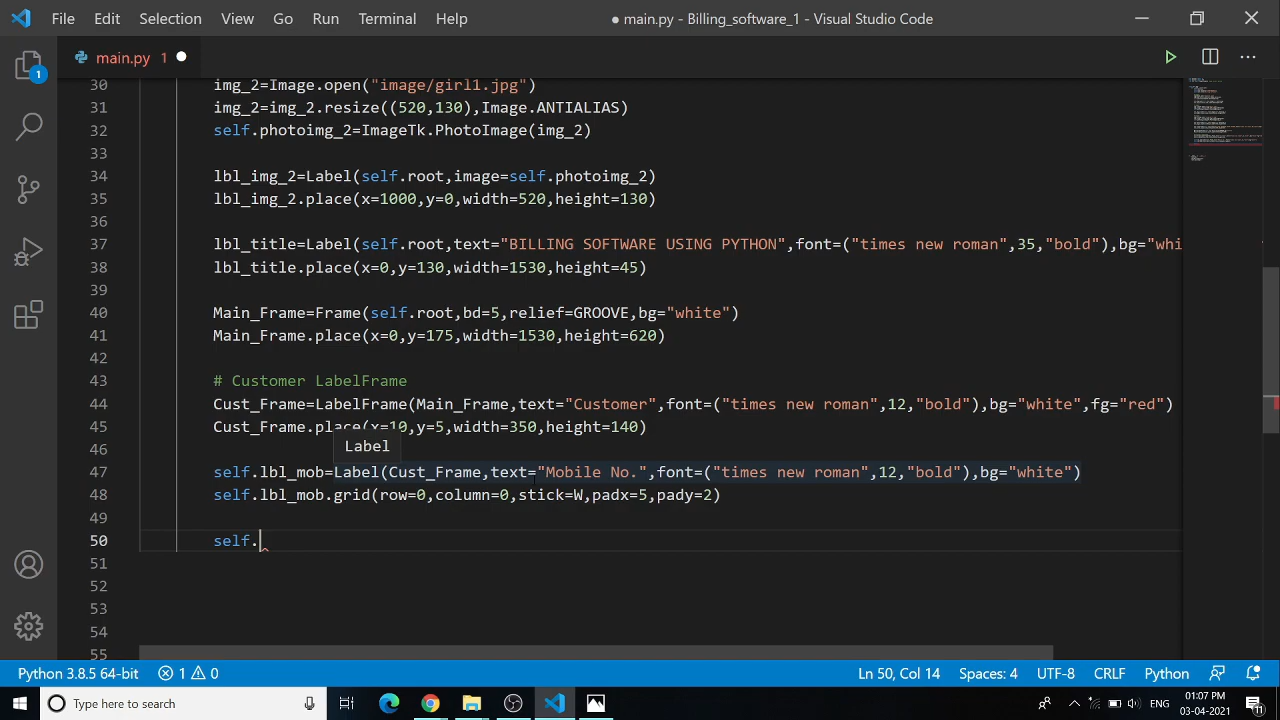 File Edit Selection View Go Run Terminal Help ● main.py - Billing_software_1 - Visual Studio Code
main.py 1
30 img_2=Image.open("image/girl1.jpg")
31 img_2=img_2.resize((520,130),Image.ANTIALIAS)
32 self.photoimg_2=ImageTk.PhotoImage(img_2)
33
34 lbl_img_2=Label(self.root,image=self.photoimg_2)
35 lbl_img_2.place(x=1000,y=0,width=520,height=130)
36
37 lbl_title=Label(self.root,text="BILLING SOFTWARE USING PYTHON",font=("times new roman",35,"bold"),bg="whi
38 lbl_title.place(x=0,y=130,width=1530,height=45)
39
40 Main_Frame=Frame(self.root,bd=5,relief=GROOVE,bg="white")
41 Main_Frame.place(x=0,y=175,width=1530,height=620)
42
43 # Customer LabelFrame
44 Cust_Frame=LabelFrame(Main_Frame,text="Customer",font=("times new roman",12,"bold"),bg="white",fg="red")
45 Cust_Frame.place(x=10,y=5,width=350,height=140)
Label
46
47 self.lbl_mob=Label(Cust_Frame,text="Mobile No.",font=("times new roman",12,"bold"),bg="white")
48 self.lbl_mob.grid(row=0,column=0,stick=W,padx=5,pady=2)
49
50 self.
51
52
53
54
55
Python 3.8.5 64-bit 1 0 Ln 50, Col 14 Spaces: 4 UTF-8 CRLF Python
Type here to search ENG 01:07 PM
03-04-2021 11